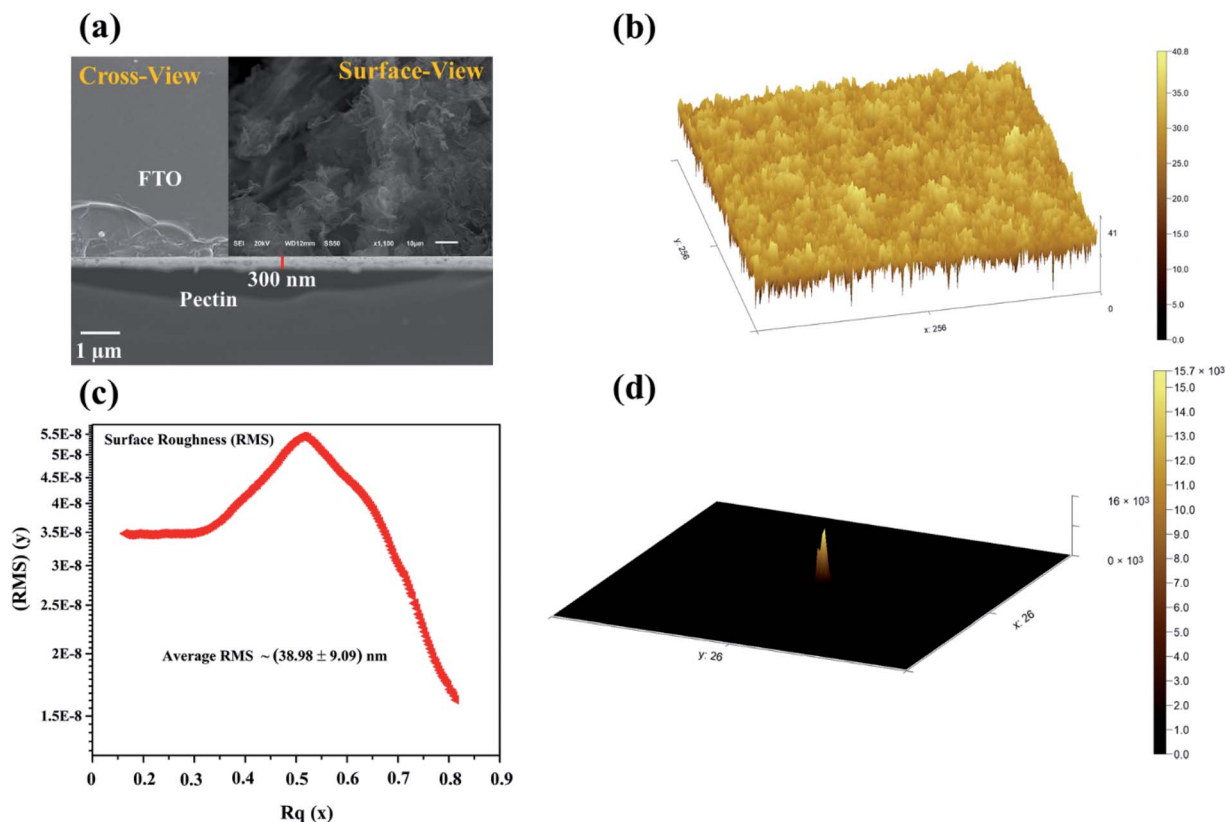 (a)
Cross-View
Surface-View
FTO
SEI 20kV WD12mm SS50 x1,100 10µm
300 nm
Pectin
1 µm
(b)
40.8
35.0
30.0
25.0
20.0
15.0
10.0
5.0
0.0
41
0
y: 256
x: 256
(c)
5.5E-8
5E-8
4.5E-8
4E-8
3.5E-8
3E-8
2.5E-8
2E-8
1.5E-8
(RMS) (y)
Surface Roughness (RMS)
Average RMS ~ (38.98 ± 9.09) nm
0 0.2 0.3 0.4 0.5 0.6 0.7 0.8 0.9
Rq (x)
(d)
15.7 × 10³
15.0
14.0
13.0
12.0
11.0
10.0
9.0
8.0
7.0
6.0
5.0
4.0
3.0
2.0
1.0
0.0
16 × 10³
0 × 10³
x: 26
y: 26